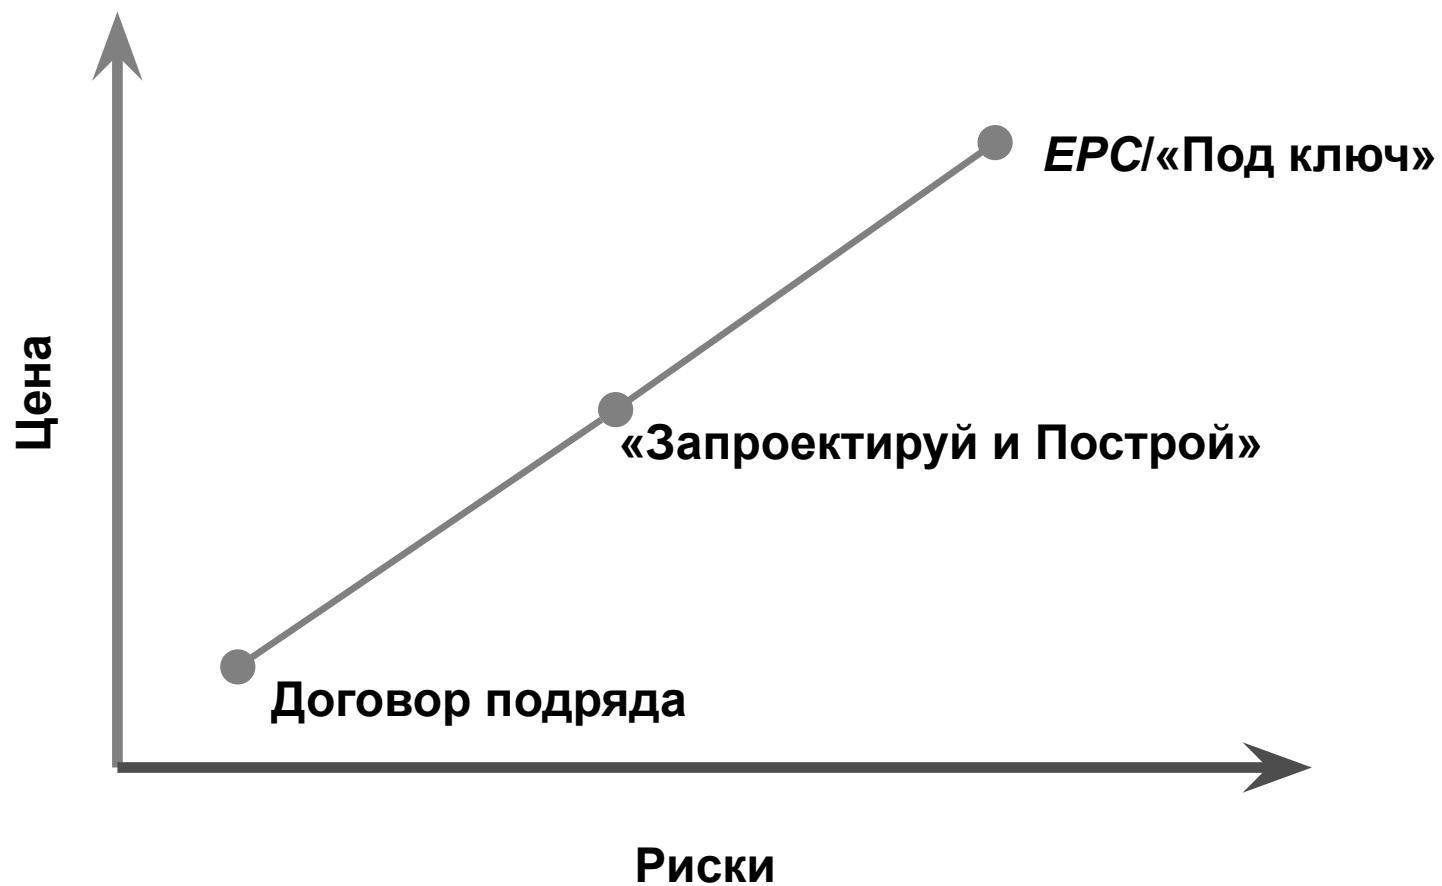 EPC/«Под ключ»
Цена
«Запроектируй и Построй»
Договор подряда
Риски